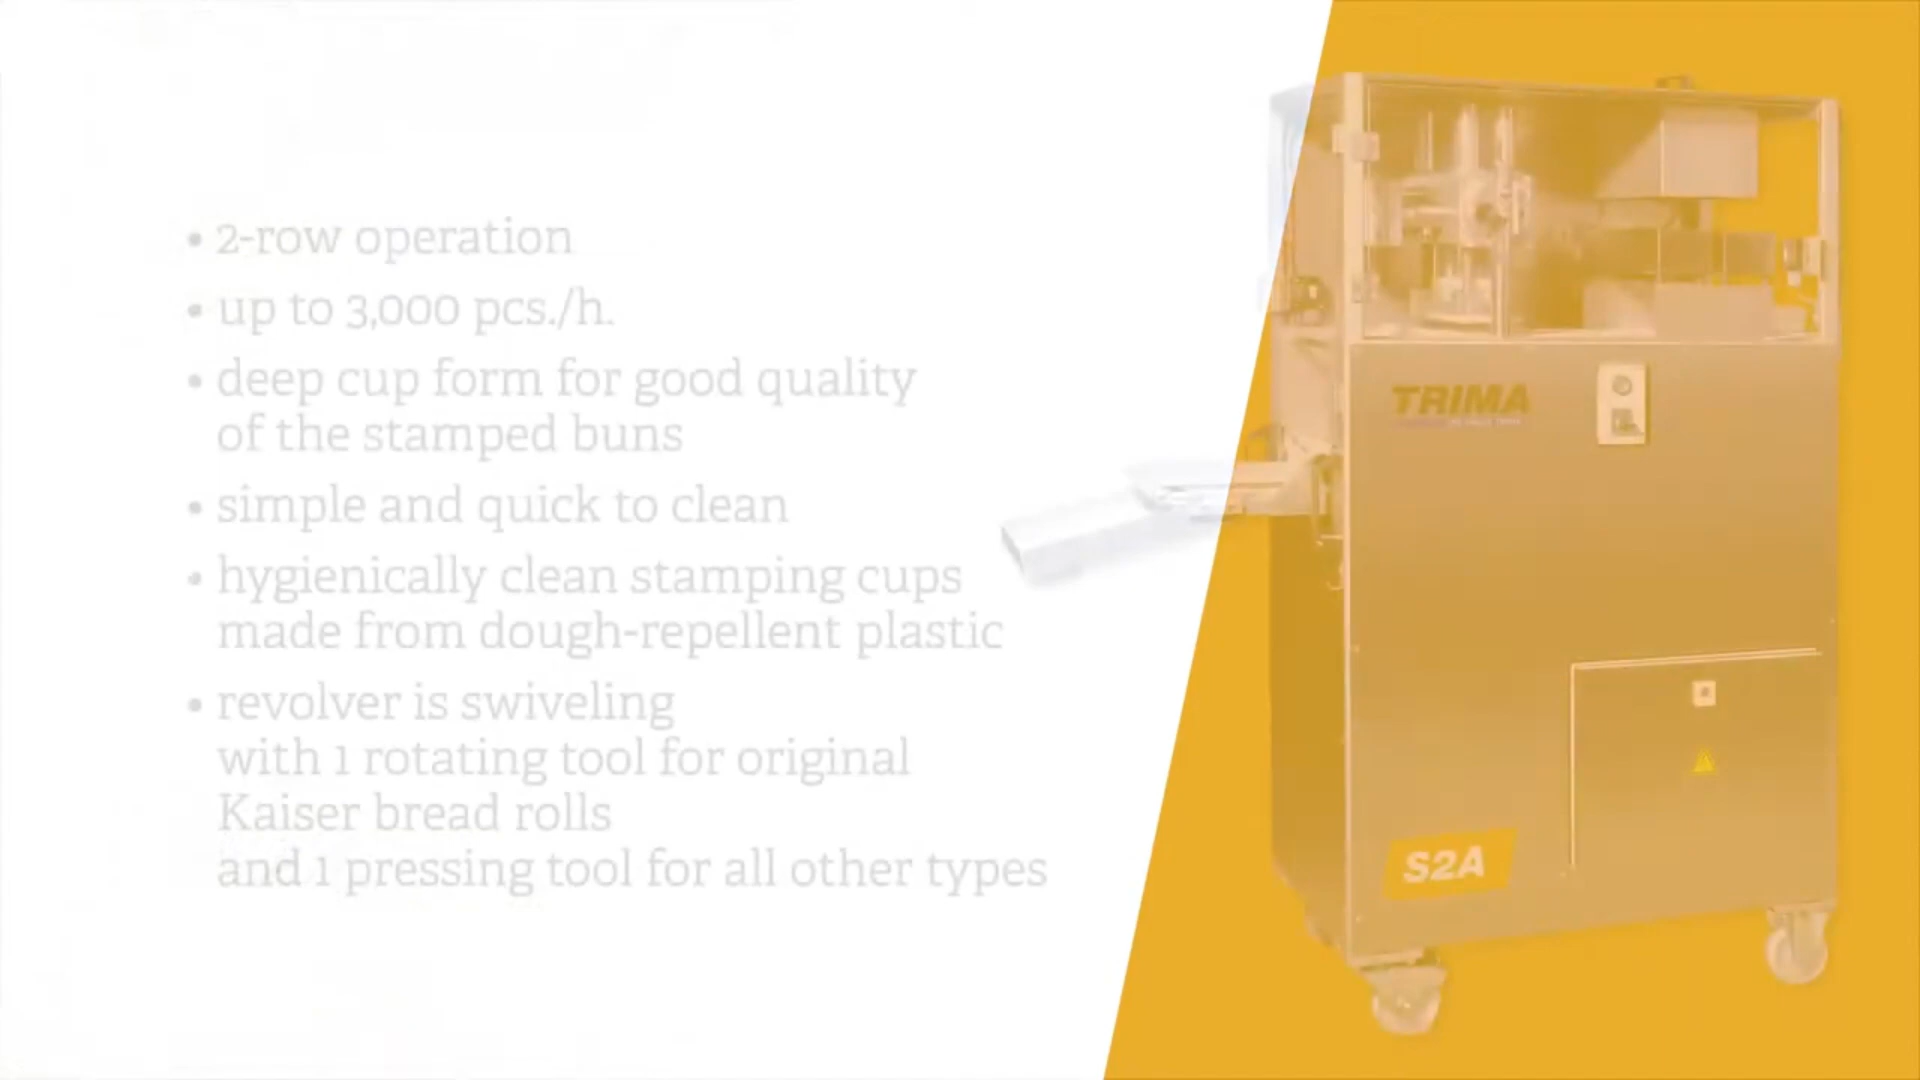 • 2-row operation
• up to 3,000 pcs./h.
• deep cup form for good quality
of the stamped buns
• simple and quick to clean
• hygienically clean stamping cups
made from dough-repellent plastic
• revolver is swiveling
with 1 rotating tool for original
Kaiser bread rolls
and 1 pressing tool for all other types
TRIMA
S2A